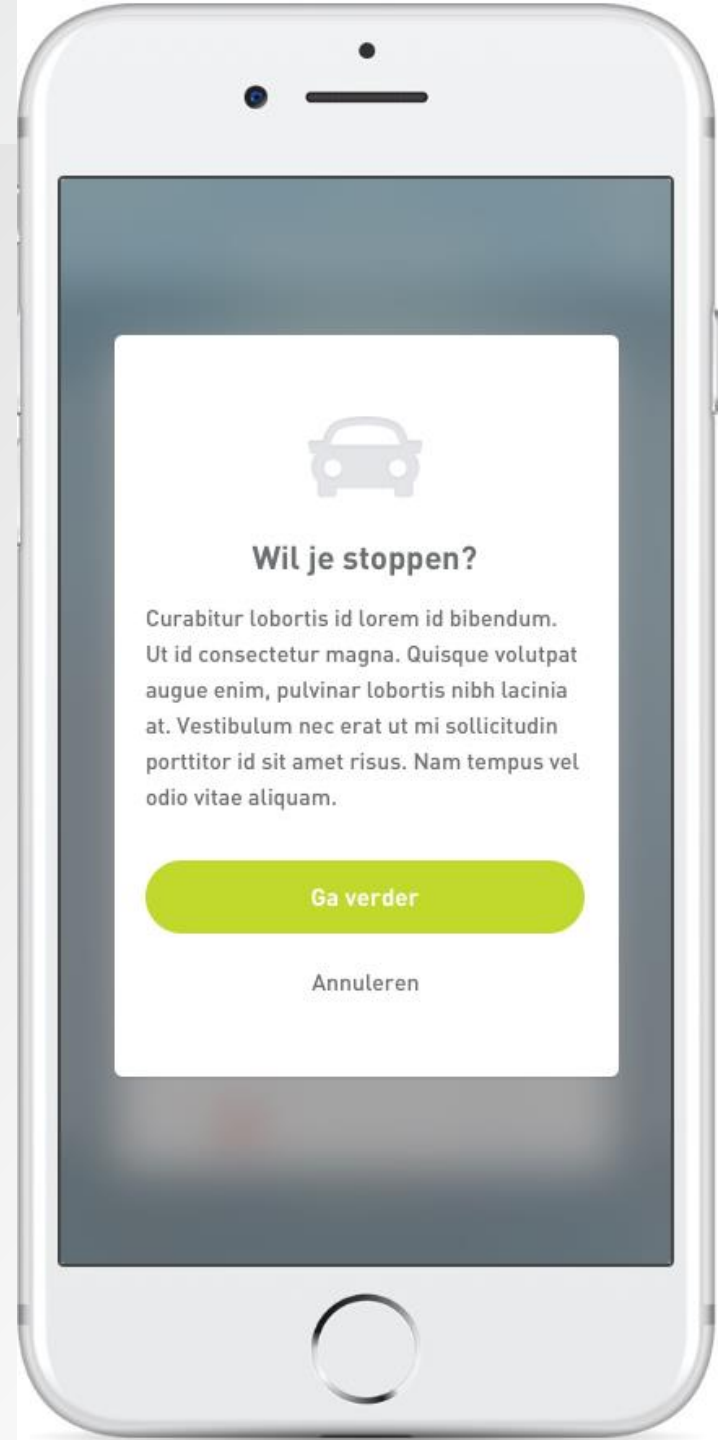 Wil je stoppen?
Curabitur lobortis id lorem id bibendum.
Ut id consectetur magna. Quisque volutpat
augue enim, pulvinar lobortis nibh lacinia
at. Vestibulum nec erat ut mi sollicitudin
porttitor id sit amet risus. Nam tempus vel
odio vitae aliquam.
Ga verder
Annuleren